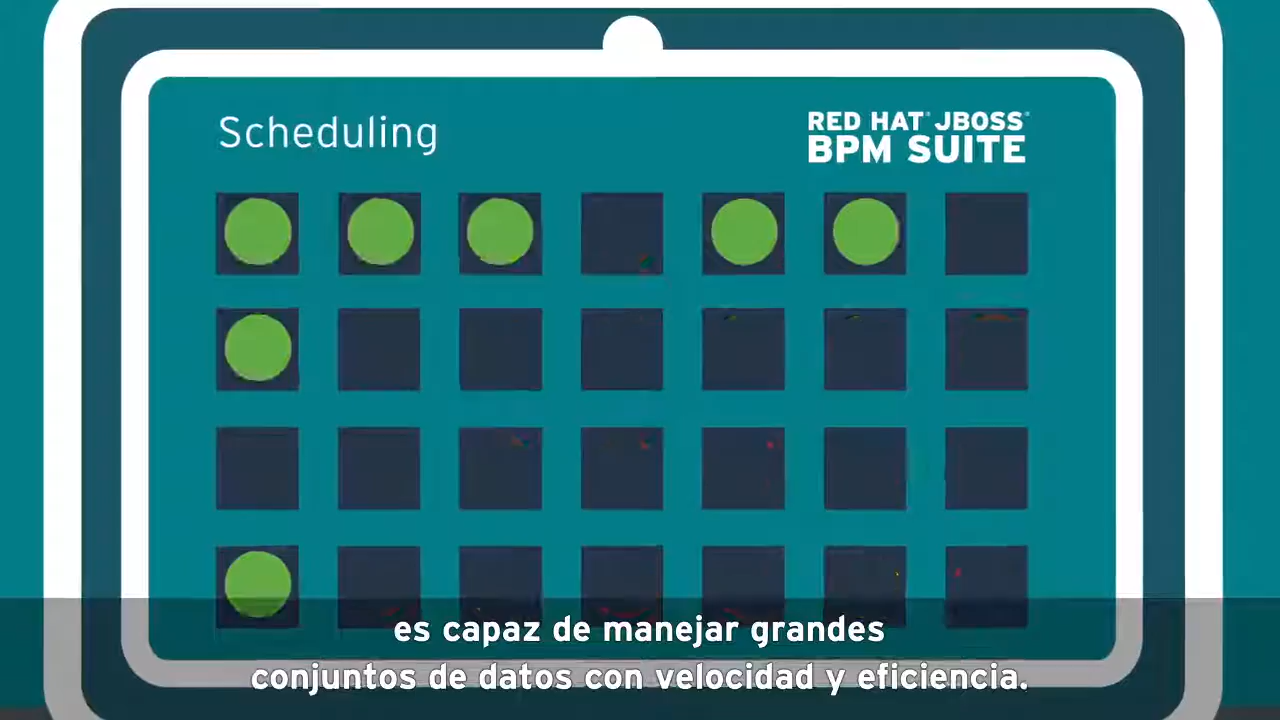 Scheduling
RED HAT® JBOSS®
BPM SUITE
es capaz de manejar grandes
conjuntos de datos con velocidad y eficiencia.